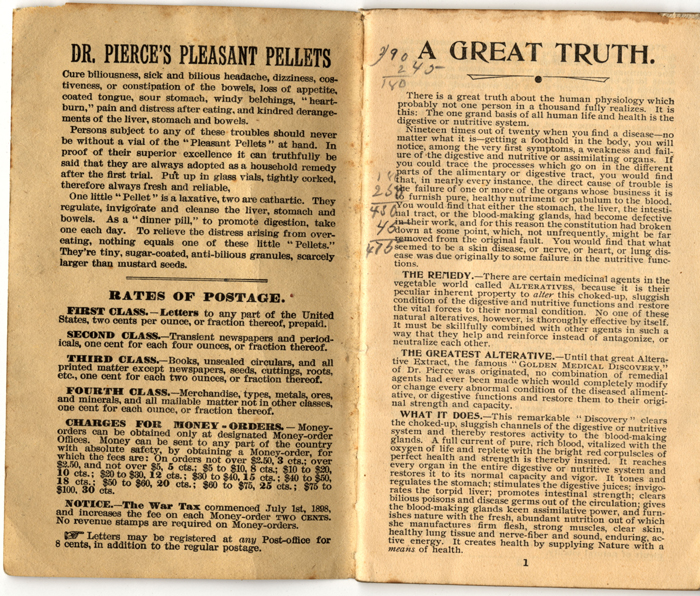 DR. PIERCE'S PLEASANT PELLETS
Cure biliousness, sick and bilious headache, dizziness, cos-
tiveness, or constipation of the bowels, loss of appetite,
coated tongue, sour stomach, windy belchings, "heart-
burn," pain and distress after eating, and kindred derange-
ments of the liver, stomach and bowels.
Persons subject to any of these troubles should never
be without a vial of the "Pleasant Pellets" at hand. In
proof of their superior excellence it can truthfully be
said that they are always adopted as a household remedy
after the first trial. Put up in glass vials, tightly corked,
therefore always fresh and reliable,
One little "Pellet" is a laxative, two are cathartic. They
regulate, invigorate and cleanse the liver, stomach and
bowels. As a "dinner pill," to promote digestion, take
one each day. To relieve the distress arising from over-
eating, nothing equals one of these little "Pellets."
They're tiny, sugar-coated, anti-bilious granules, scarcely
larger than mustard seeds.
RATES OF POSTAGE.
FIRST CLASS.—Letters to any part of the United
States, two cents per ounce, or fraction thereof, prepaid.
SECOND CLASS.—Transient newspapers and period-
icals, one cent for each four ounces, or fraction thereof.
THIRD CLASS.—Books, unsealed circulars, and all
printed matter except newspapers, seeds, cuttings, roots,
etc., one cent for each two ounces, or fraction thereof.
FOURTH CLASS.—Merchandise, types, metals, ores,
and minerals, and all mailable matter not in other classes,
one cent for each ounce, or fraction thereof.
CHARGES FOR MONEY-ORDERS.—Money-
orders can be obtained only at designated Money-order
Offices. Money can be sent to any part of the country
with absolute safety, by obtaining a Money-order, for
which the fees are: On orders not over $2.50, 3 cts.; over
$2.50, and not over $5, 5 cts.; $5 to $10, 8 cts; $10 to $20,
10 cts.; $20 to $30, 12 cts.; $30 to $40, 15 cts.; $40 to $50,
18 cts.; $50 to $60, 20 cts.; $60 to $75, 25 cts.; $75 to
$100, 30 cts.
NOTICE.—The War Tax commenced July 1st, 1898,
and increases the fee on each Money-order TWO CENTS.
No revenue stamps are required on Money-orders.
☞ Letters may be registered at any Post-office for
8 cents, in addition to the regular postage.
A GREAT TRUTH.
240
180
There is a great truth about the human physiology which
probably not one person in a thousand fully realizes. It is
this: The one grand basis of all human life and health is the
digestive or nutritive system.
Nineteen times out of twenty when you find a disease—no
matter what it is—getting a foothold in the body, you will
notice, among the very first symptoms, a weakness and fail-
ure of the digestive and nutritive or assimilating organs. If
you could trace the processes which go on in the different
parts of the alimentary or digestive tract, you would find
that, in nearly every instance, the direct cause of trouble is
the failure of one or more of the organs whose business it is
to furnish pure, healthy nutriment or pabulum to the blood.
You would find that either the stomach, the liver, the intesti-
nal tract, or the blood-making glands, had become defective
in their work, and for this reason the constitution had broken
down at some point, which, not unfrequently, might be far
removed from the original fault. You would find that what
seemed to be a skin disease, or nerve, or heart, or lung dis-
ease was due originally to some failure in the nutritive func-
tions.
THE REMEDY.—There are certain medicinal agents in the
vegetable world called ALTERATIVES, because it is their
peculiar inherent property to alter this choked-up, sluggish
condition of the digestive and nutritive functions and restore
the vital forces to their normal condition. No one of these
natural alteratives, however, is thoroughly effective by itself.
It must be skillfully combined with other agents in such a
way that they help and reinforce instead of antagonize, or
neutralize each other.
THE GREATEST ALTERATIVE.—Until that great Altera-
tive Extract, the famous "GOLDEN MEDICAL DISCOVERY,"
of Dr. Pierce was originated, no combination of remedial
agents had ever been made which would completely modify
or change every abnormal condition of the diseased aliment-
ary, or digestive functions and restore them to their origi-
nal strength and capacity.
WHAT IT DOES.—This remarkable "Discovery" clears
the choked-up, sluggish channels of the digestive or nutritive
system and thereby restores activity to the blood-making
glands. A full current of pure, rich blood, vitalized with the
oxygen of life and replete with the bright red corpuscles of
perfect health and strength is thereby insured. It reaches
every organ in the entire digestive or nutritive system and
restores it to its normal capacity and vigor. It tones and
regulates the stomach; stimulates the digestive juices; invigo-
rates the torpid liver; promotes intestinal strength; clears
bilious poisons and disease germs out of the circulation; gives
the blood-making glands keen assimilative power, and furn-
ishes nature with the fresh, abundant nutrition out of which
she manufactures firm flesh, strong muscles, clear skin,
healthy lung tissue and nerve-fiber and sound, enduring, ac-
tive energy. It creates health by supplying Nature with a
means of health.
1